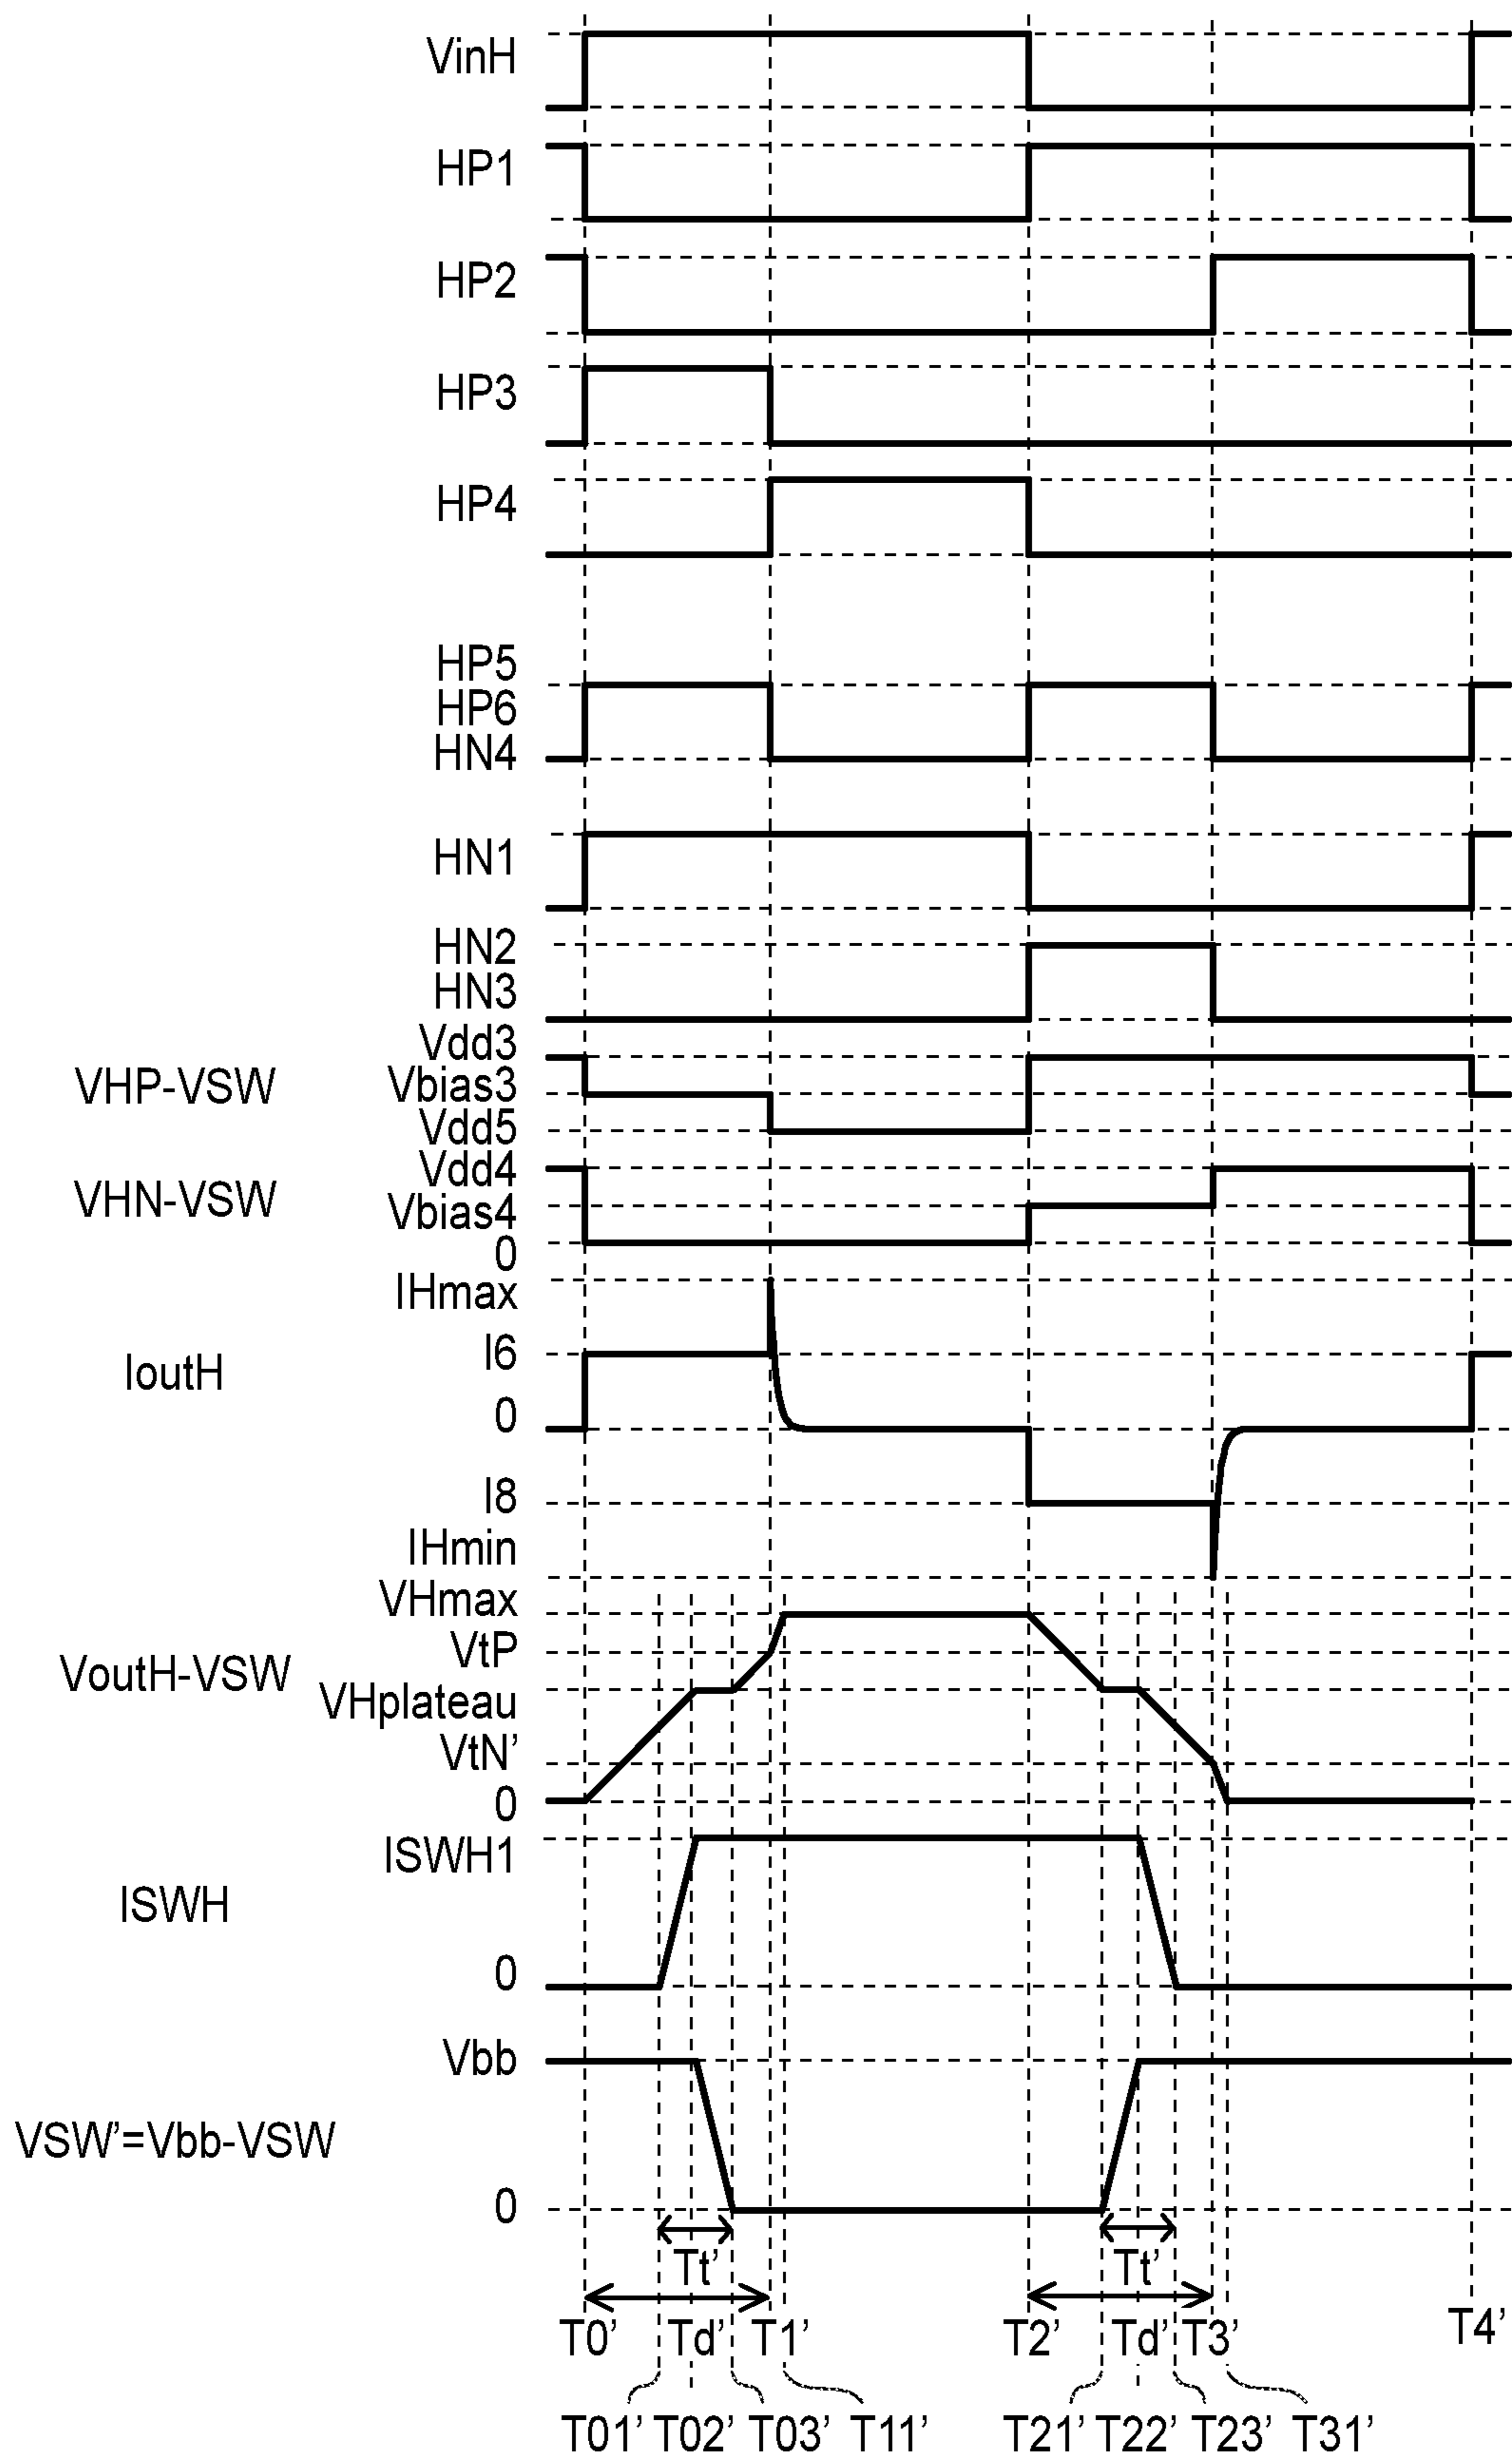 VinH
HP1
HP2
HP3
HP4
HP5
HP6
HN4
HN1
HN2
HN3
Vdd3
VHP-VSW Vbias3
Vdd5
Vdd4
VHN-VSW Vbias4
0
IHmax
I6
IoutH
0
I8
IHmin
VHmax
VtP
VoutH-VSW
VHplateau
VtN’
0
ISWH1
ISWH
0
Vbb
VSW’=Vbb-VSW
0
Tt’ Tt’
T0’ Td’ T1’ T2’ Td’ T3’ T4’
T01’ T02’ T03’ T11’ T21’ T22’ T23’ T31’